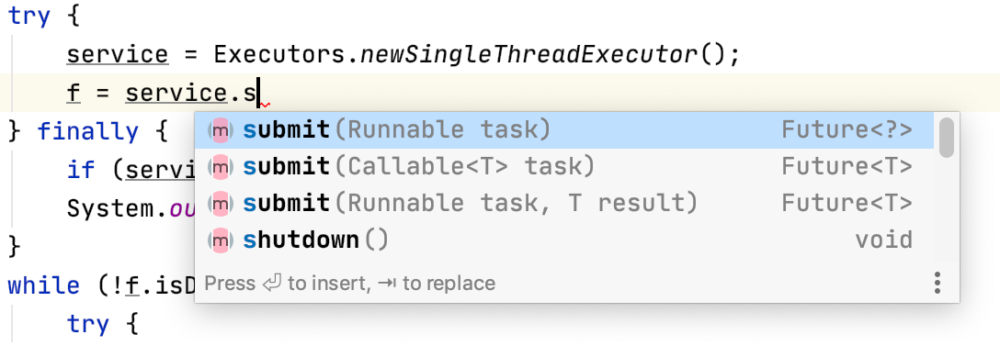 try {
service = Executors.newSingleThreadExecutor();
f = service.s
m submit(Runnable task) Future<?>
} finally {
m submit(Callable<T> task) Future<T>
if (servi
m submit(Runnable task, T result) Future<T>
System.ou
m shutdown() void
}
Press ⏎ to insert, ⇥ to replace
while (!f.isD
try {